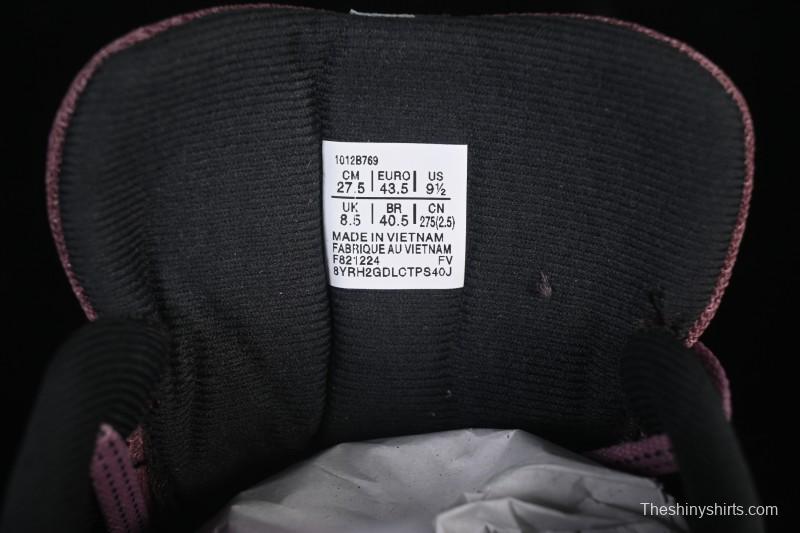 1012B769
CM | EURO | US
27.5 | 43.5 | 9½
UK | BR | CN
8.5 | 40.5 | 275(2.5)
MADE IN VIETNAM
FABRIQUE AU VIETNAM
F821224 FV
8YRH2GDLCTPS40J
Theshinyshirts.com